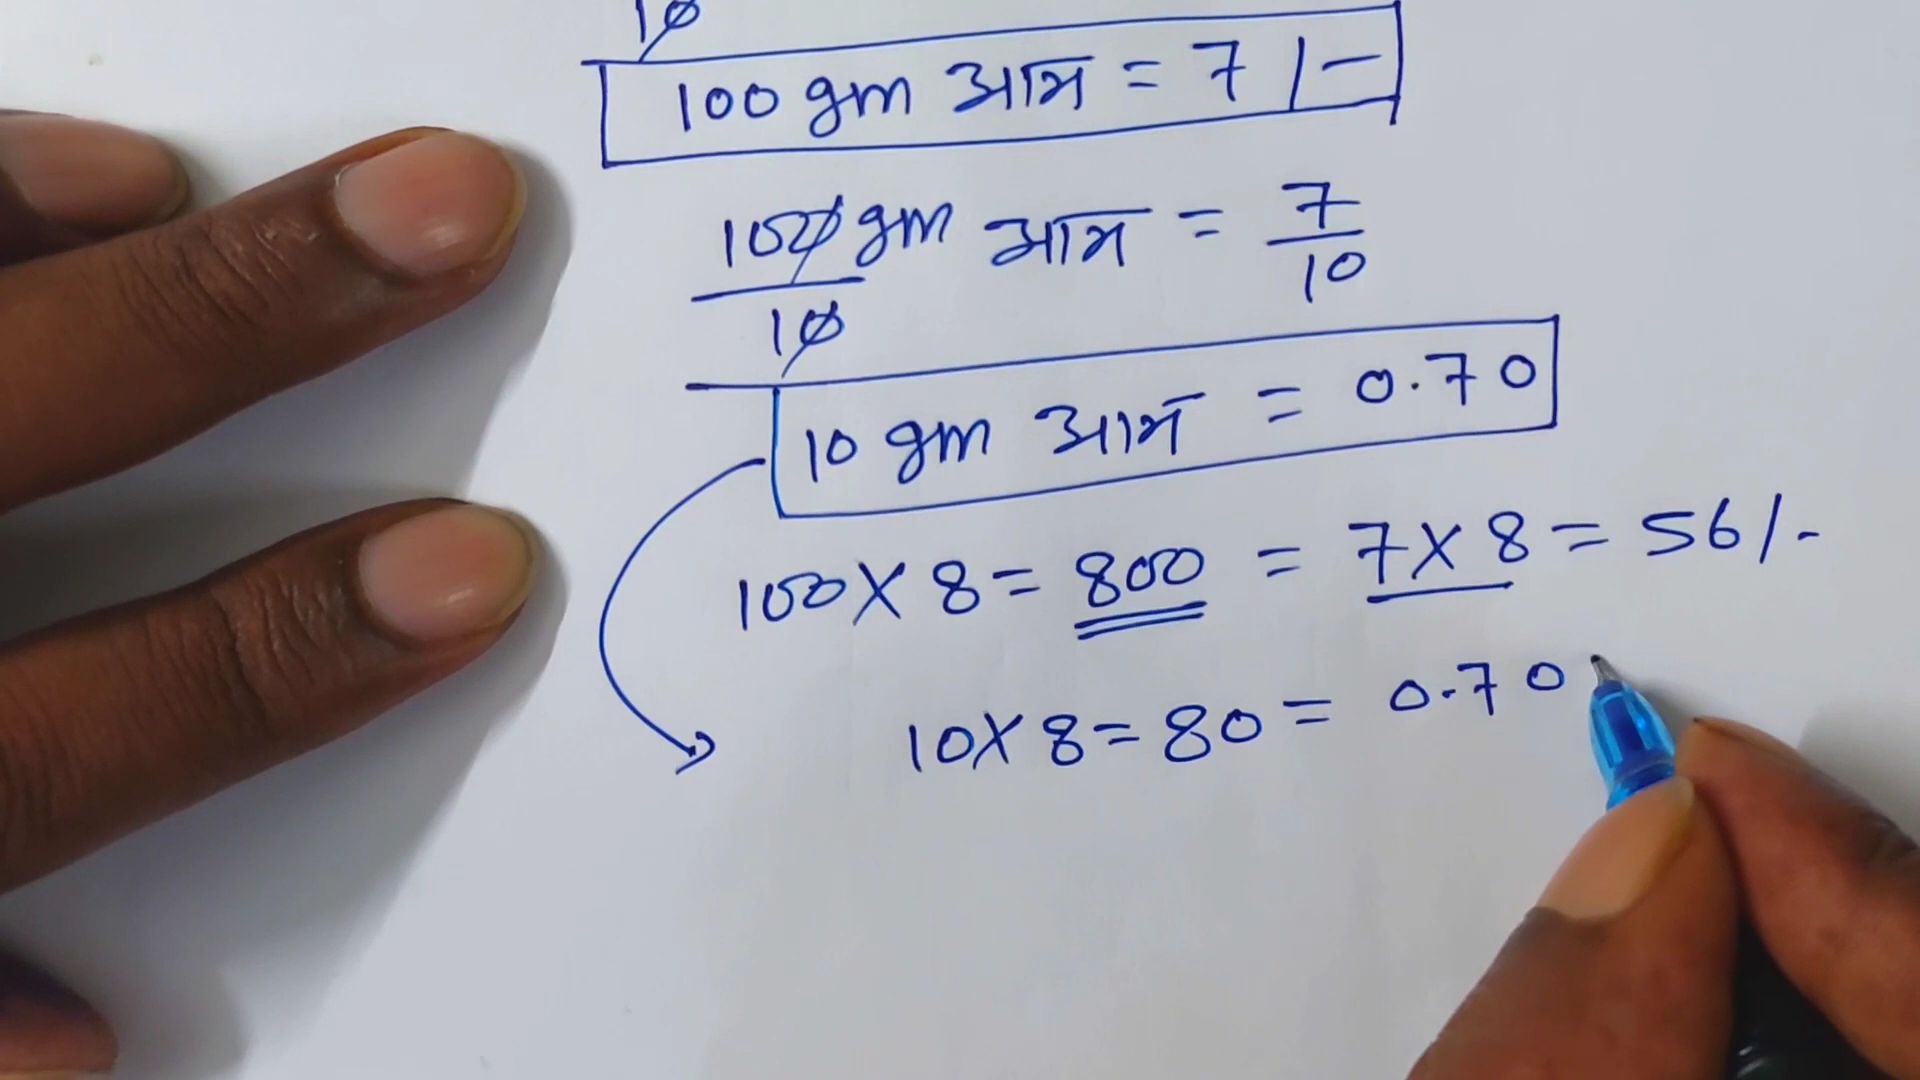 10
100 gm आम = 7/-
100 gm आम = 7/10
10
10 gm आम = 0.70
100 X 8 = 800 = 7 X 8 = 56/-
10 X 8 = 80 = 0.70